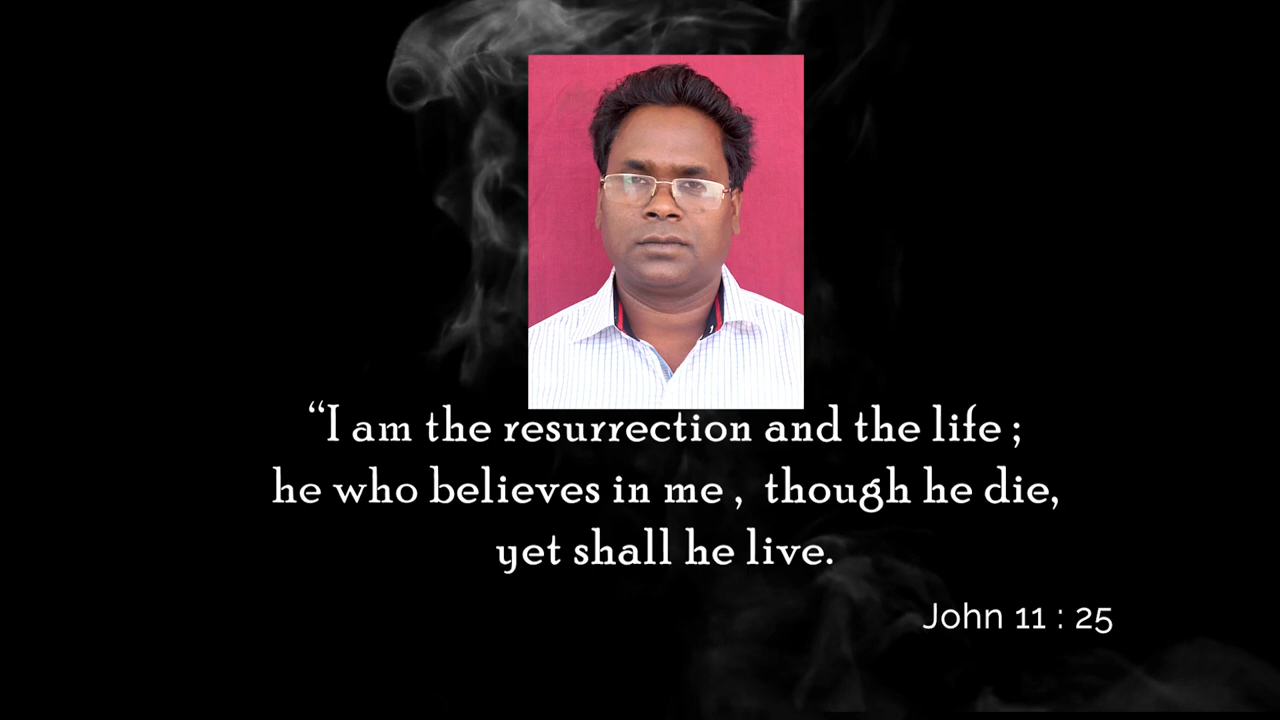 “I am the resurrection and the life ;
he who believes in me ,  though he die,
yet shall he live.
John 11 : 25